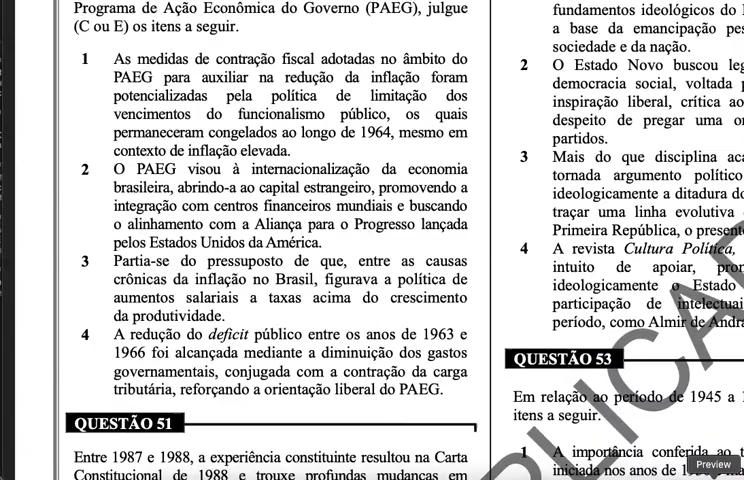 Programa de Ação Econômica do Governo (PAEG), julgue
(C ou E) os itens a seguir.
1 As medidas de contração fiscal adotadas no âmbito do
PAEG para auxiliar na redução da inflação foram
potencializadas pela política de limitação dos
vencimentos do funcionalismo público, os quais
permaneceram congelados ao longo de 1964, mesmo em
contexto de inflação elevada.
2 O PAEG visou à internacionalização da economia
brasileira, abrindo-a ao capital estrangeiro, promovendo a
integração com centros financeiros mundiais e buscando
o alinhamento com a Aliança para o Progresso lançada
pelos Estados Unidos da América.
3 Partia-se do pressuposto de que, entre as causas
crônicas da inflação no Brasil, figurava a política de
aumentos salariais a taxas acima do crescimento
da produtividade.
4 A redução do deficit público entre os anos de 1963 e
1966 foi alcançada mediante a diminuição dos gastos
governamentais, conjugada com a contração da carga
tributária, reforçando a orientação liberal do PAEG.
QUESTÃO 51
Entre 1987 e 1988, a experiência constituinte resultou na Carta
Constitucional de 1988 e trouxe profundas mudanças em
fundamentos ideológicos do
a base da emancipação
sociedade e da nação.
2 O Estado Novo buscou
democracia social, voltada
inspiração liberal, crítica ao
despeito de pregar uma
partidos.
3 Mais do que disciplina
tornada argumento político
ideologicamente a ditadura do
traçar uma linha evolutiva
Primeira República, o presente
4 A revista Cultura Política,
intuito de apoiar,
ideologicamente o Estado
participação de
período, como Almir de
QUESTÃO 53
Em relação ao período de 1945 a
itens a seguir.
1 A importância conferida ao
iniciada nos anos de
Preview